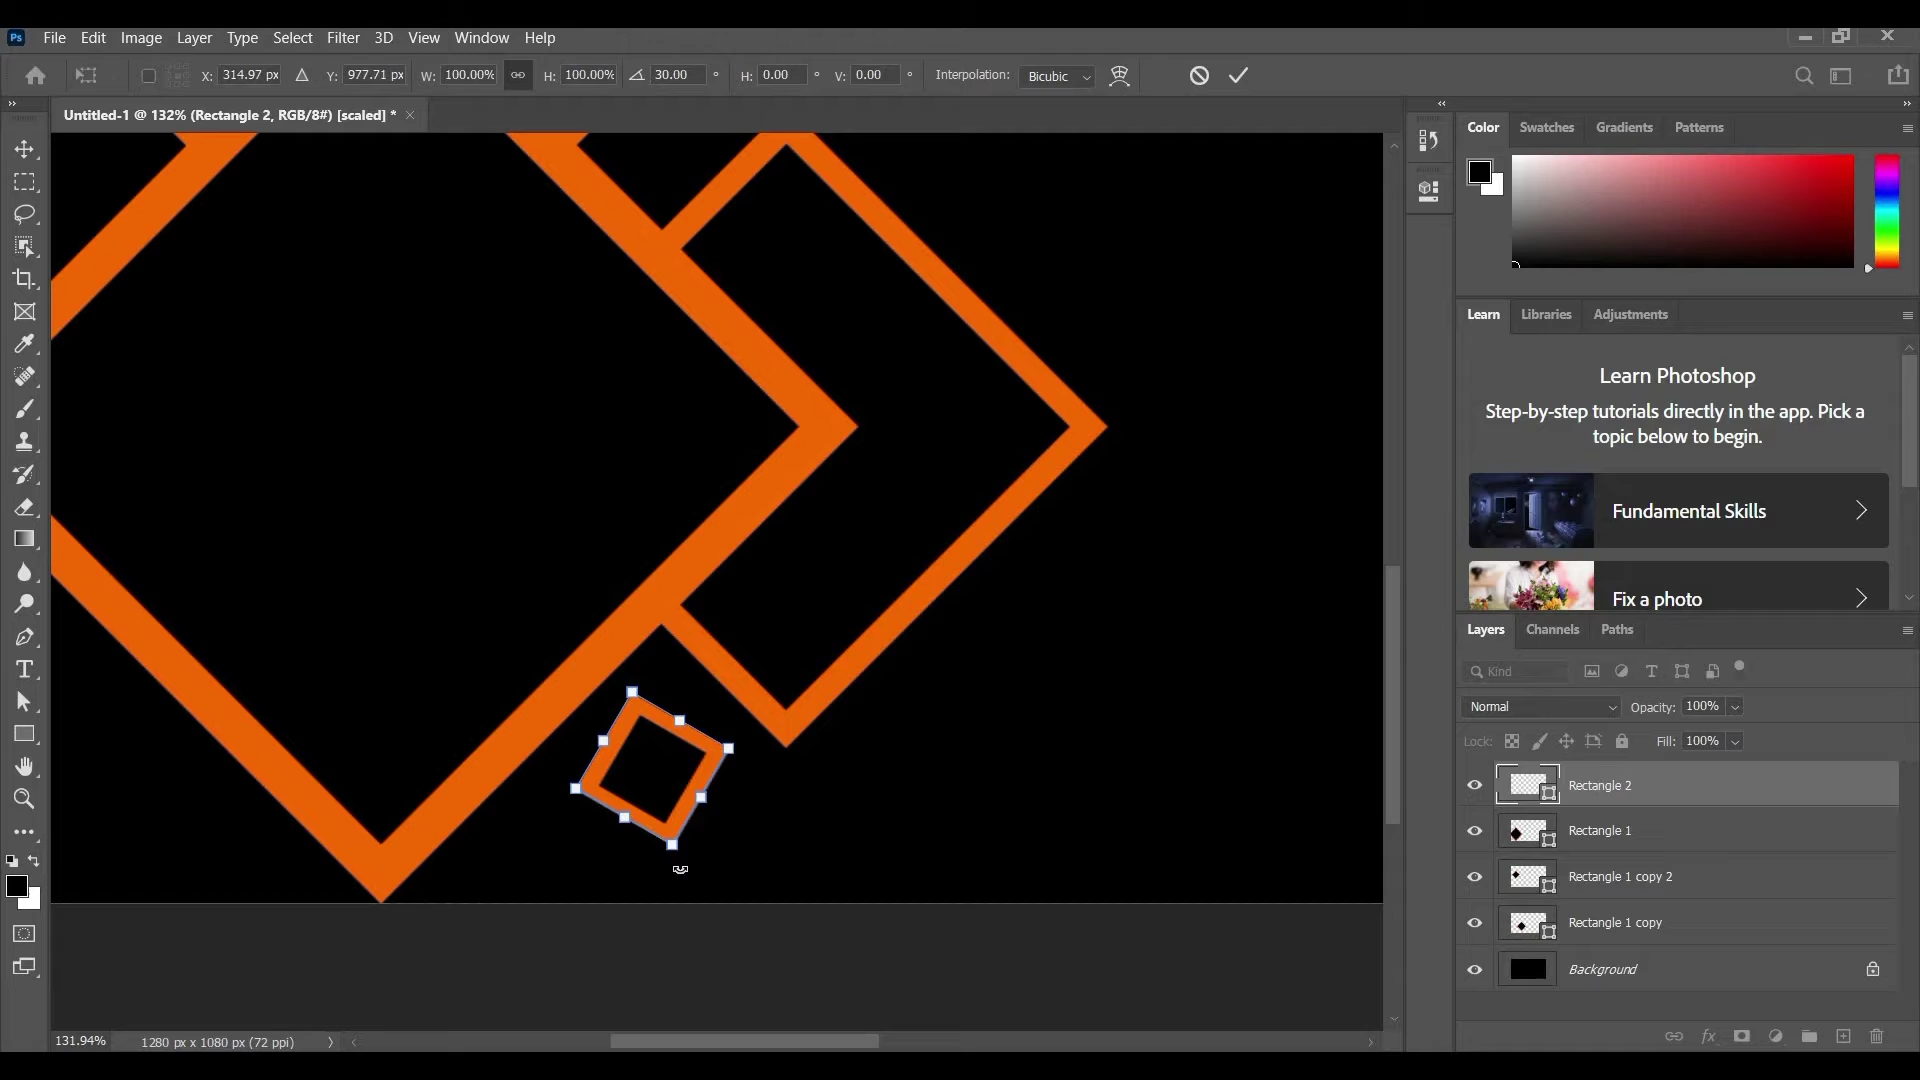 Ps File Edit Image Layer Type Select Filter 3D View Window Help
X: 314.97 px Y: 977.71 px W: 100.00% H: 100.00% 30.00 ° H: 0.00 ° V: 0.00 ° Interpolation: Bicubic
Untitled-1 @ 132% (Rectangle 2, RGB/8#) [scaled] *
Color Swatches Gradients Patterns
Learn Libraries Adjustments
Learn Photoshop
Step-by-step tutorials directly in the app. Pick a
topic below to begin.
Fundamental Skills
Fix a photo
Layers Channels Paths
Kind
Normal Opacity: 100%
Lock: Fill: 100%
Rectangle 2
Rectangle 1
Rectangle 1 copy 2
Rectangle 1 copy
Background
fx
131.94% 1280 px x 1080 px (72 ppi)